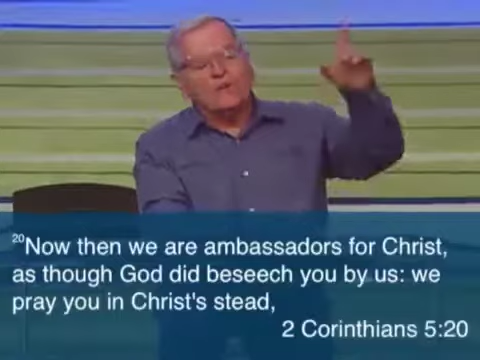 20Now then we are ambassadors for Christ,
as though God did beseech you by us: we
pray you in Christ's stead,
2 Corinthians 5:20